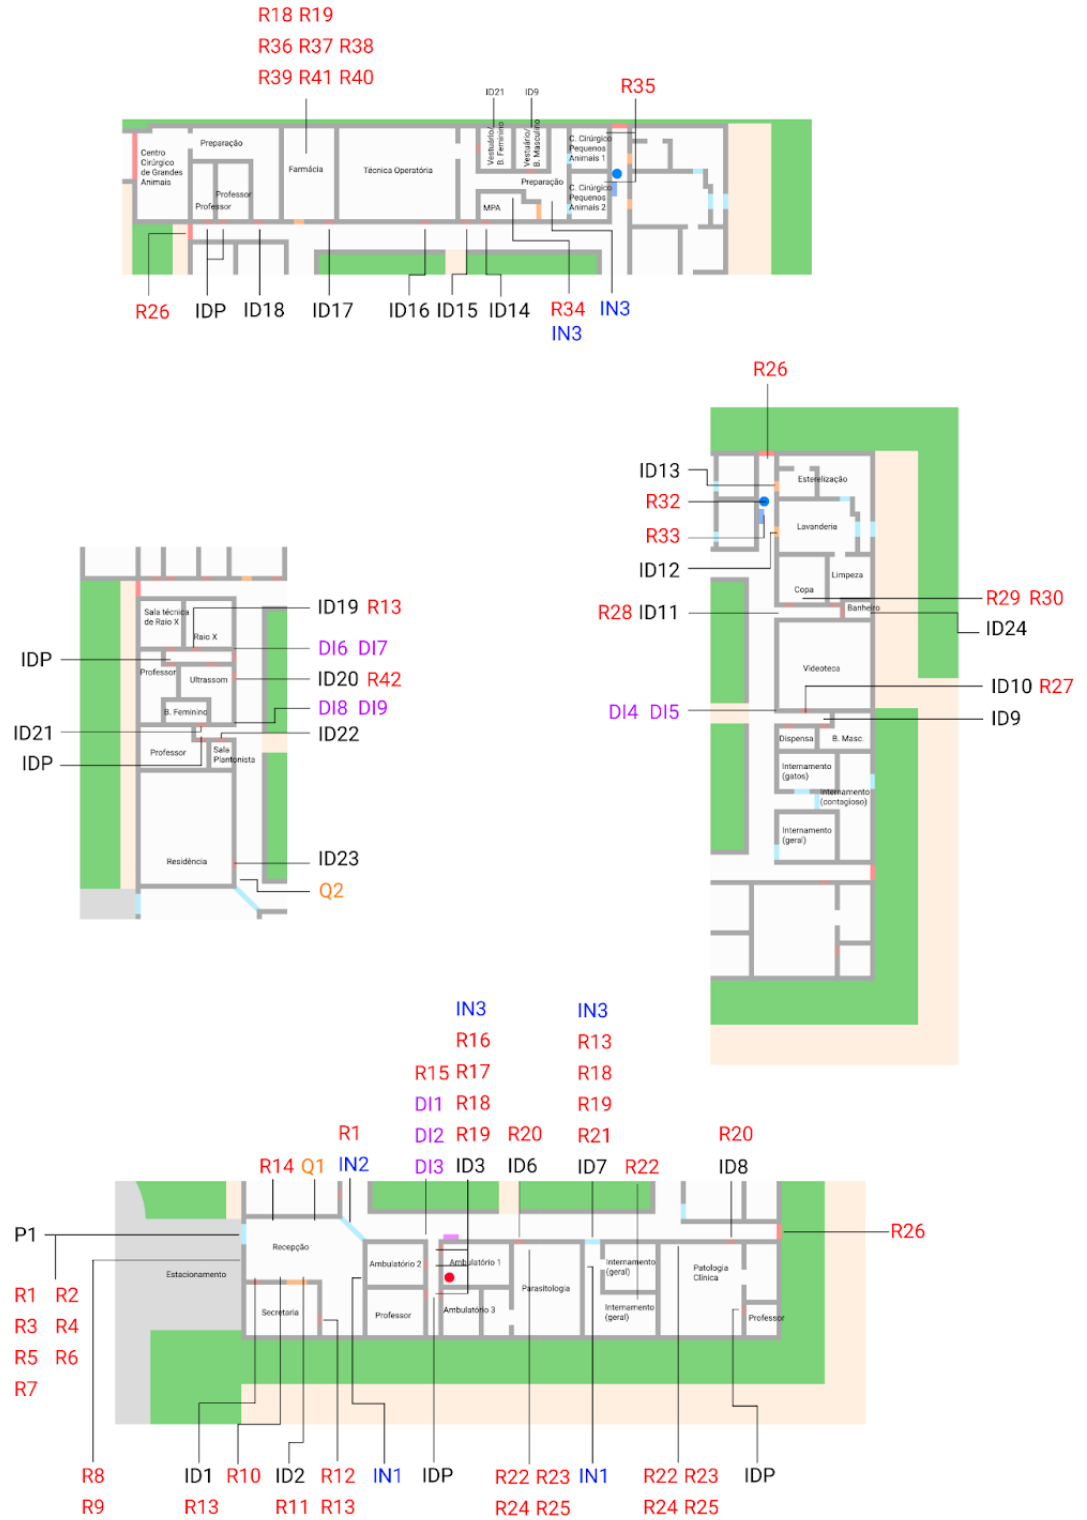 R18 R19
R36 R37 R38
R39 R41 R40
R35
ID21
ID9
Preparação
Centro
Cirúrgico
de Grandes
Animais
Farmácia
Técnica Operatória
Vestuário/
B. Feminino
Vestuário/
B. Masculino
C. Cirúrgico
Pequenos
Animais 1
Professor
Professor
Preparação
MPA
C. Cirúrgico
Pequenos
Animais 2
R26
IDP
ID18
ID17
ID16
ID15
ID14
R34
IN3
IN3
R26
ID13
Esterelização
R32
Lavanderia
R33
ID12
Copa
Limpeza
R28 ID11
Banheiro
R29 R30
ID24
Videoteca
ID10 R27
DI4 DI5
ID9
Dispensa
B. Masc.
Internamento
(gatos)
Internamento
(contagioso)
Internamento
(geral)
Sala técnica
de Raio X
Raio X
ID19 R13
DI6 DI7
IDP
Professor
Ultrassom
ID20 R42
B. Feminino
DI8 DI9
ID21
ID22
IDP
Professor
Sala
Plantonista
Residência
ID23
Q2
IN3
IN3
R16
R13
R15
R17
R18
DI1
R18
R19
R1
DI2
R19
R20
R21
R20
R14
Q1
IN2
DI3
ID3
ID6
ID7
R22
ID8
P1
R26
Recepção
Estacionamento
Ambulatório 2
Ambulatório 1
Internamento
(geral)
Patologia
Clínica
Parasitologia
R1 R2
R3 R4
R5 R6
R7
Secretaria
Professor
Ambulatório 3
Internamento
(geral)
Professor
R8
R9
ID1
R13
R10
ID2
R11
R12
R13
IN1
IDP
R22 R23
R24 R25
IN1
R22 R23
R24 R25
IDP